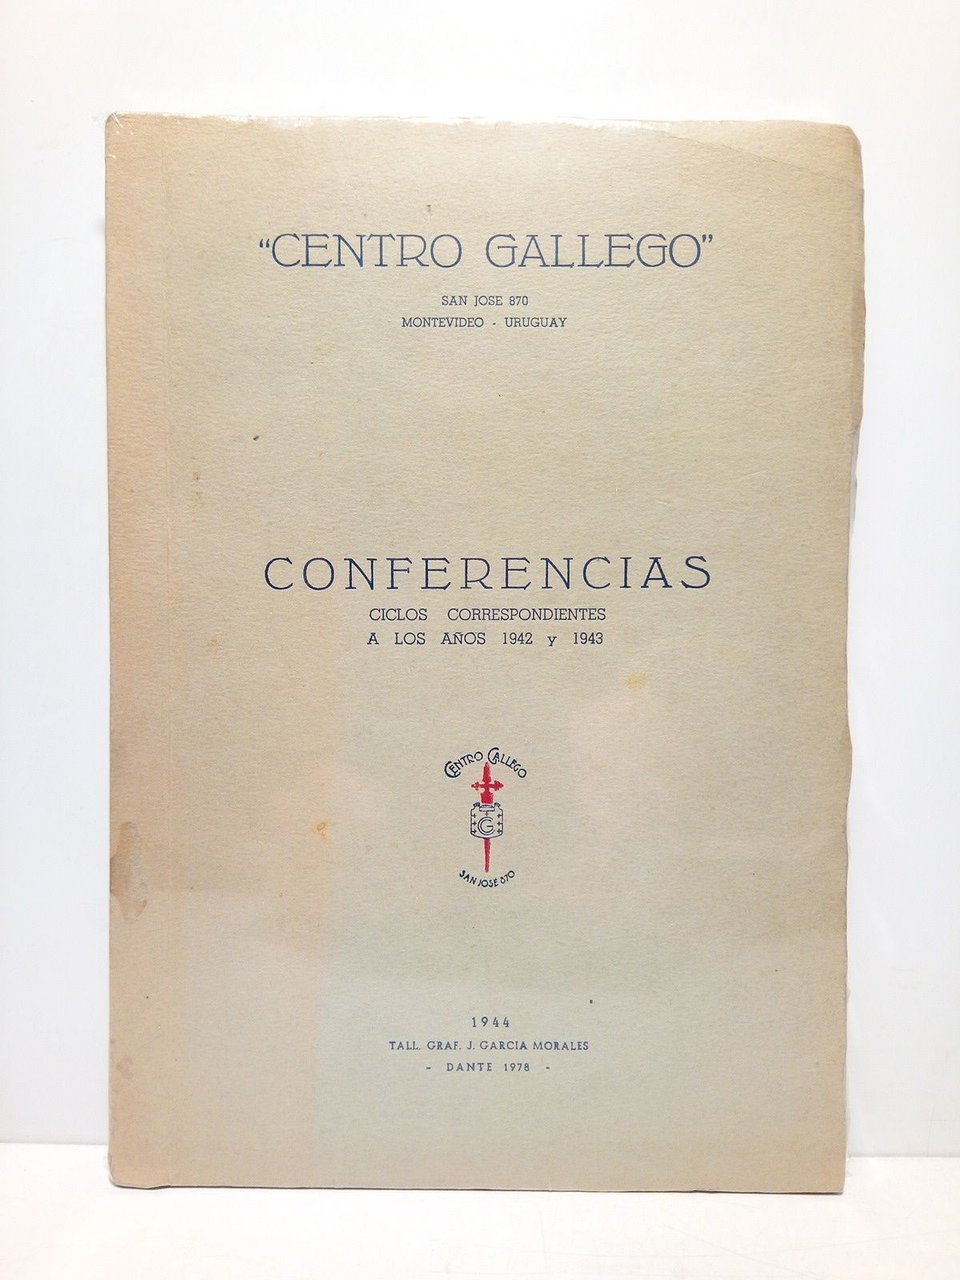 “CENTRO GALLEGO”
SAN JOSE 870
MONTEVIDEO - URUGUAY
CONFERENCIAS
CICLOS CORRESPONDIENTES
A LOS AÑOS 1942 y 1943
CENTRO GALLEGO
G
SAN JOSE 870
1944
TALL. GRAF. J. GARCIA MORALES
- DANTE 1978 -